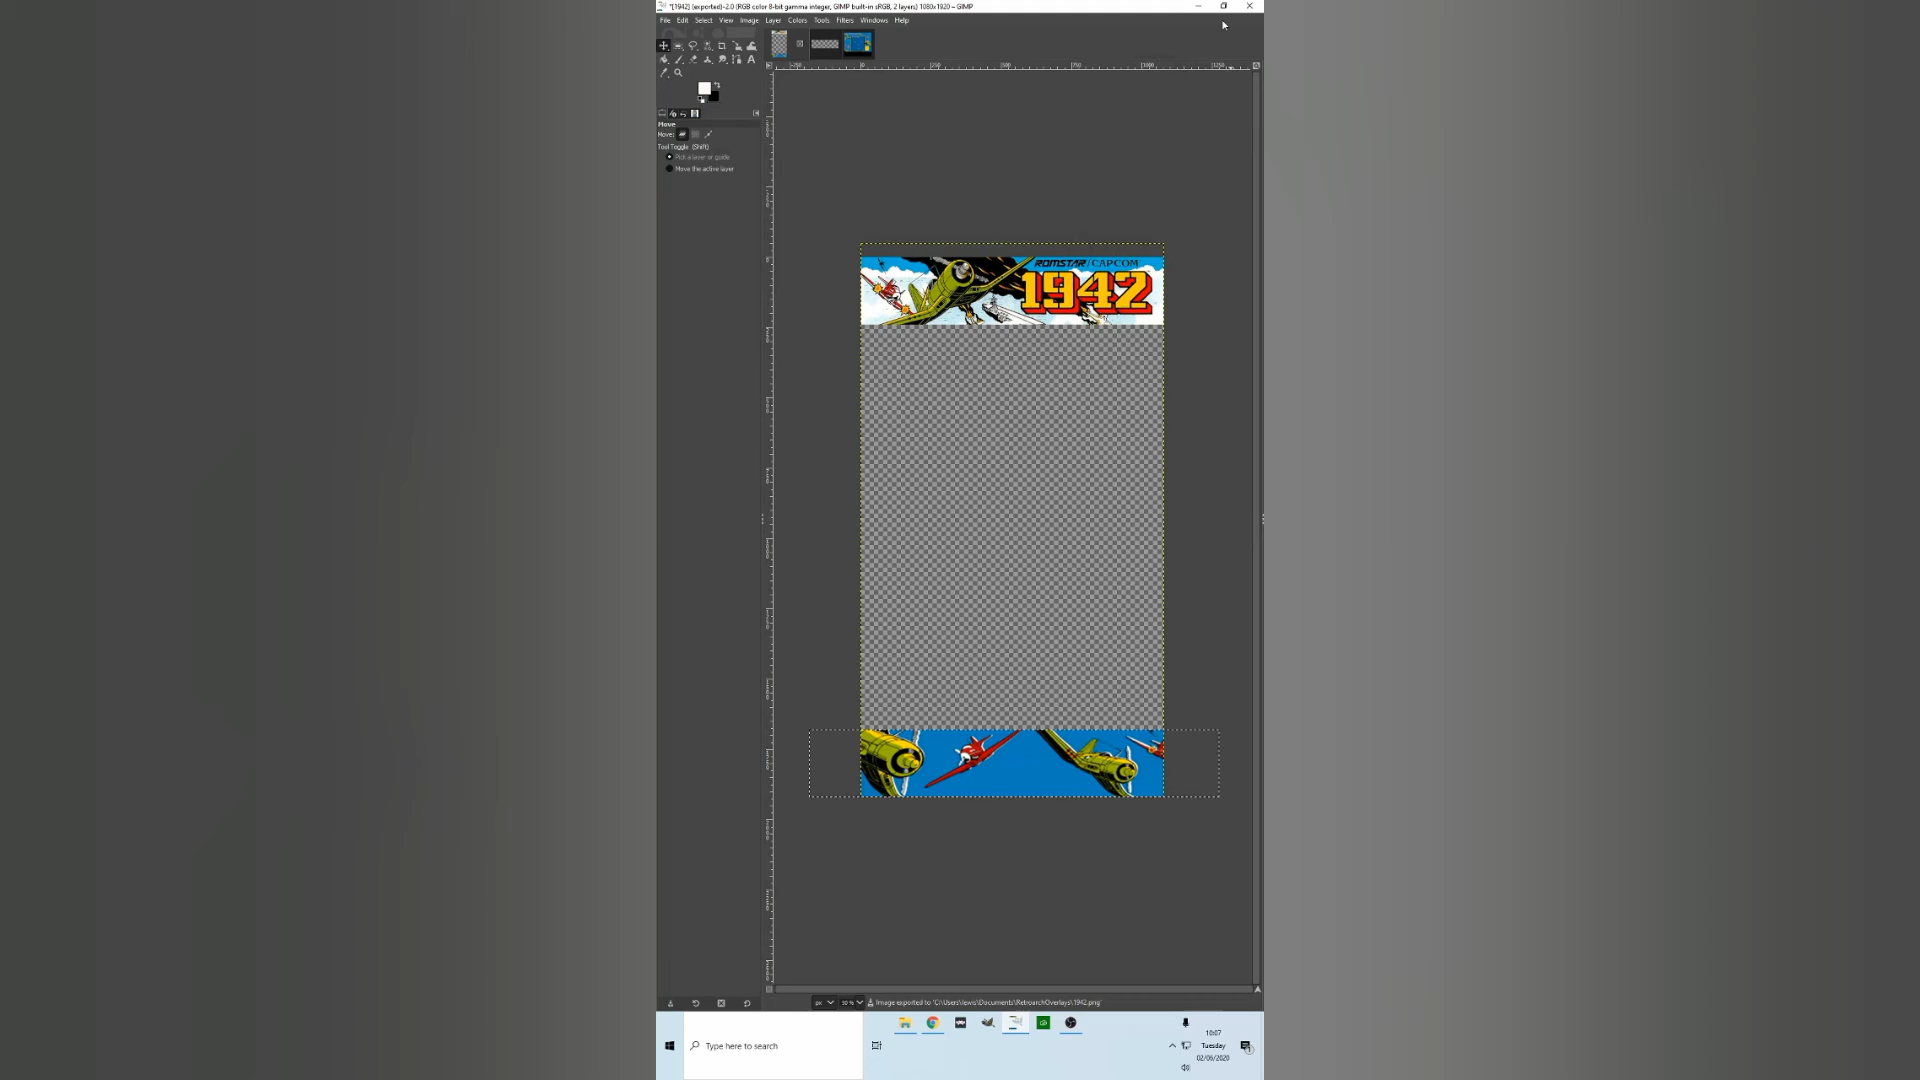 *[1942] (exported)-2.0 (RGB color 8-bit gamma integer, GIMP built-in sRGB, 2 layers) 1080x1920 – GIMP
File Edit Select View Image Layer Colors Tools Filters Windows Help
Move
Move:
Tool Toggle (Shift)
Pick a layer or guide
Move the active layer
ROMSTAR/CAPCOM
1942
px 50 % Image exported to 'C:\Users\lewis\Documents\RetroarchOverlays\1942.png'
Type here to search
10:07
Tuesday
02/06/2020